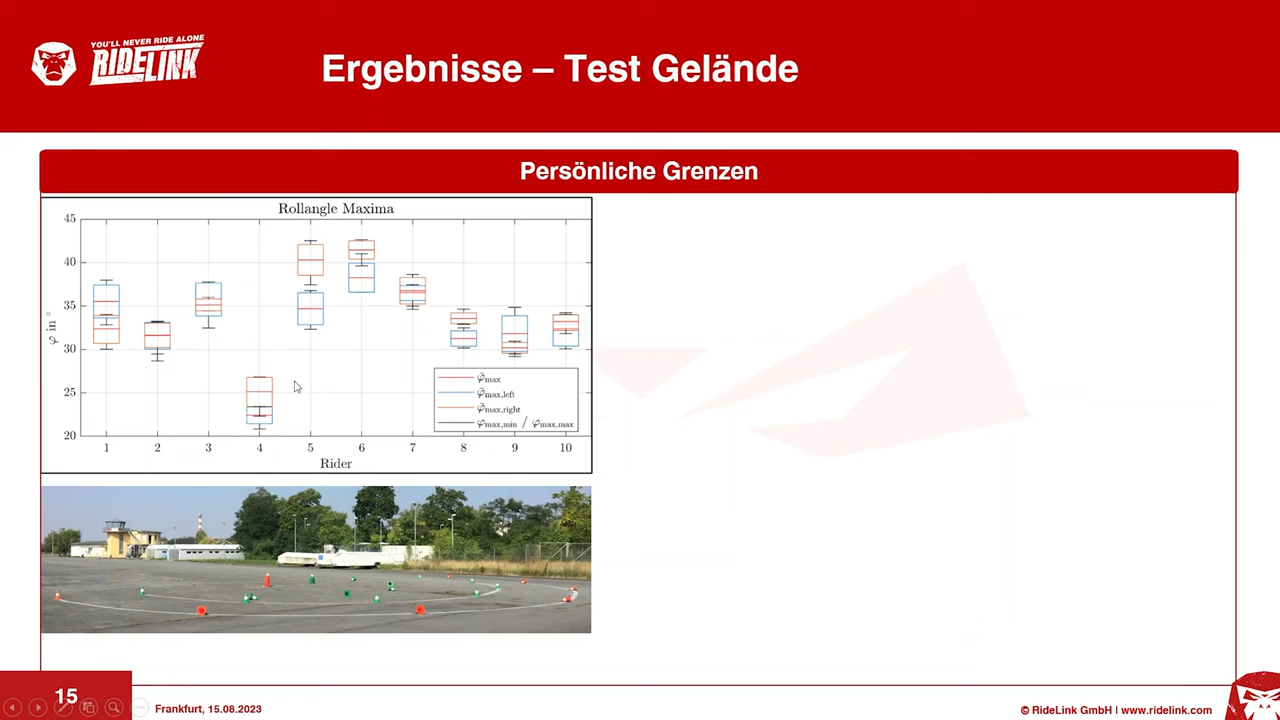 YOU'LL NEVER RIDE ALONE
RIDELINK
Ergebnisse – Test Gelände
Persönliche Grenzen
Rollangle Maxima
45
40
35
30
25
20
φ in °
1 2 3 4 5 6 7 8 9 10
Rider
φ̃max
φ̃max,left
φ̃max,right
φmax,min / φmax,max
15
Frankfurt, 15.08.2023
© RideLink GmbH | www.ridelink.com